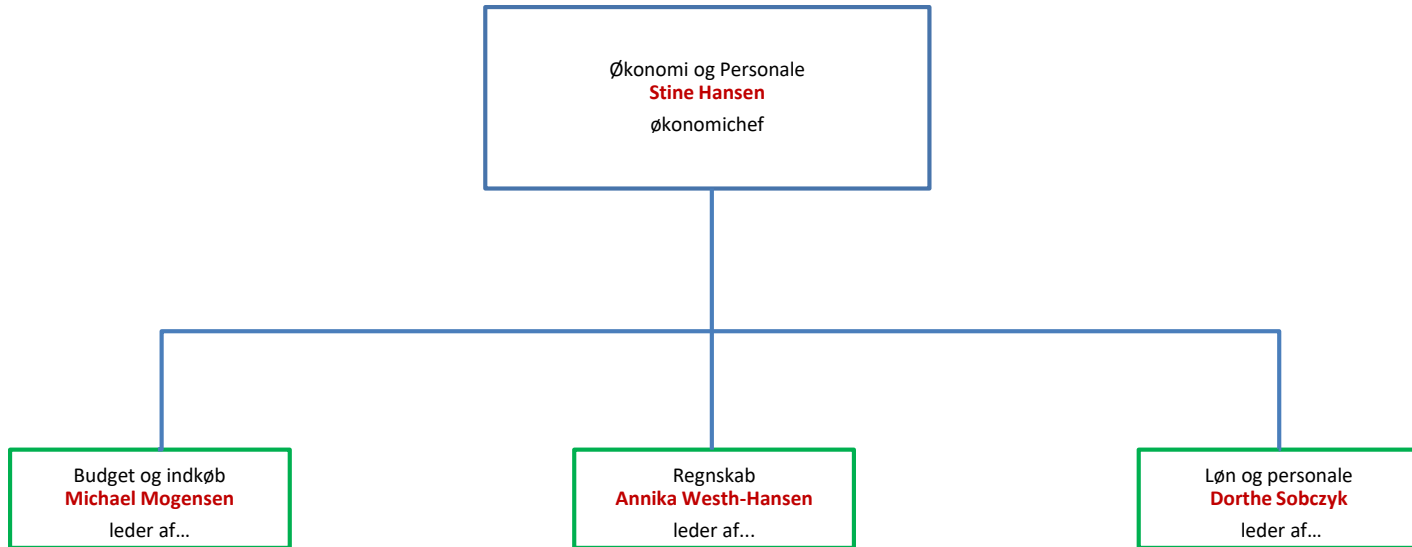 Økonomi og Personale
Stine Hansen
økonomichef
Budget og indkøb
Michael Mogensen
leder af…
Regnskab
Annika Westh-Hansen
leder af...
Løn og personale
Dorthe Sobczyk
leder af…